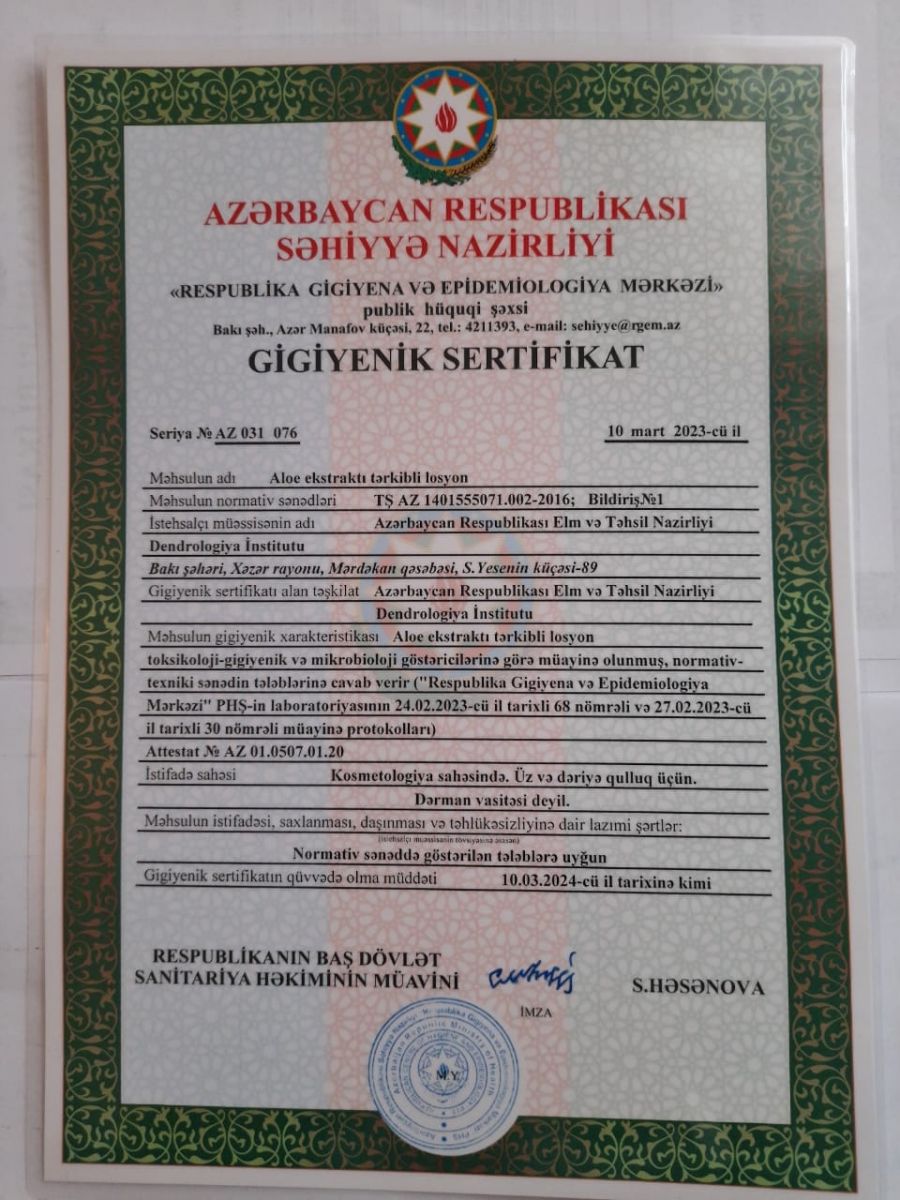 AZƏRBAYCAN RESPUBLİKASI
SƏHİYYƏ NAZİRLİYİ
«RESPUBLİKA GİGİYENA VƏ EPİDEMİOLOGİYA MƏRKƏZİ»
publik hüquqi şəxsi
Bakı şəh., Azər Manafov küçəsi, 22, tel.: 4211393, e-mail: sehiyye@rgem.az
GİGİYENİK SERTİFİKAT
Seriya № AZ 031 076 10 mart 2023-cü il
Məhsulun adı Aloe ekstraktı tərkibli losyon
Məhsulun normativ sənədləri TŞ AZ 1401555071.002-2016; Bildiriş№1
İstehsalçı müəssisənin adı Azərbaycan Respublikası Elm və Təhsil Nazirliyi
Dendrologiya İnstitutu
Bakı şəhəri, Xəzər rayonu, Mərdəkan qəsəbəsi, S.Yesenin küçəsi-89
Gigiyenik sertifikatı alan təşkilat Azərbaycan Respublikası Elm və Təhsil Nazirliyi
Dendrologiya İnstitutu
Məhsulun gigiyenik xarakteristikası Aloe ekstraktı tərkibli losyon
toksikoloji-gigiyenik və mikrobioloji göstəricilərinə görə müayinə olunmuş, normativ-
texniki sənədin tələblərinə cavab verir ("Respublika Gigiyena və Epidemiologiya
Mərkəzi" PHŞ-in laboratoriyasının 24.02.2023-cü il tarixli 68 nömrəli və 27.02.2023-cü
il tarixli 30 nömrəli müayinə protokolları)
Attestat № AZ 01.0507.01.20
İstifadə sahəsi Kosmetologiya sahəsində. Üz və dəriyə qulluq üçün.
Dərman vasitəsi deyil.
Məhsulun istifadəsi, saxlanması, daşınması və təhlükəsizliyinə dair lazımi şərtlər:
(istehsalçı müəssisənin tövsiyəsinə əsasən)
Normativ sənəddə göstərilən tələblərə uyğun
Gigiyenik sertifikatın qüvvədə olma müddəti 10.03.2024-cü il tarixinə kimi
RESPUBLİKANIN BAŞ DÖVLƏT
SANİTARİYA HƏKİMİNİN MÜAVİNİ
S.HƏSƏNOVA
İMZA
Azerbaijan Republic Ministry of Health
M.Y.